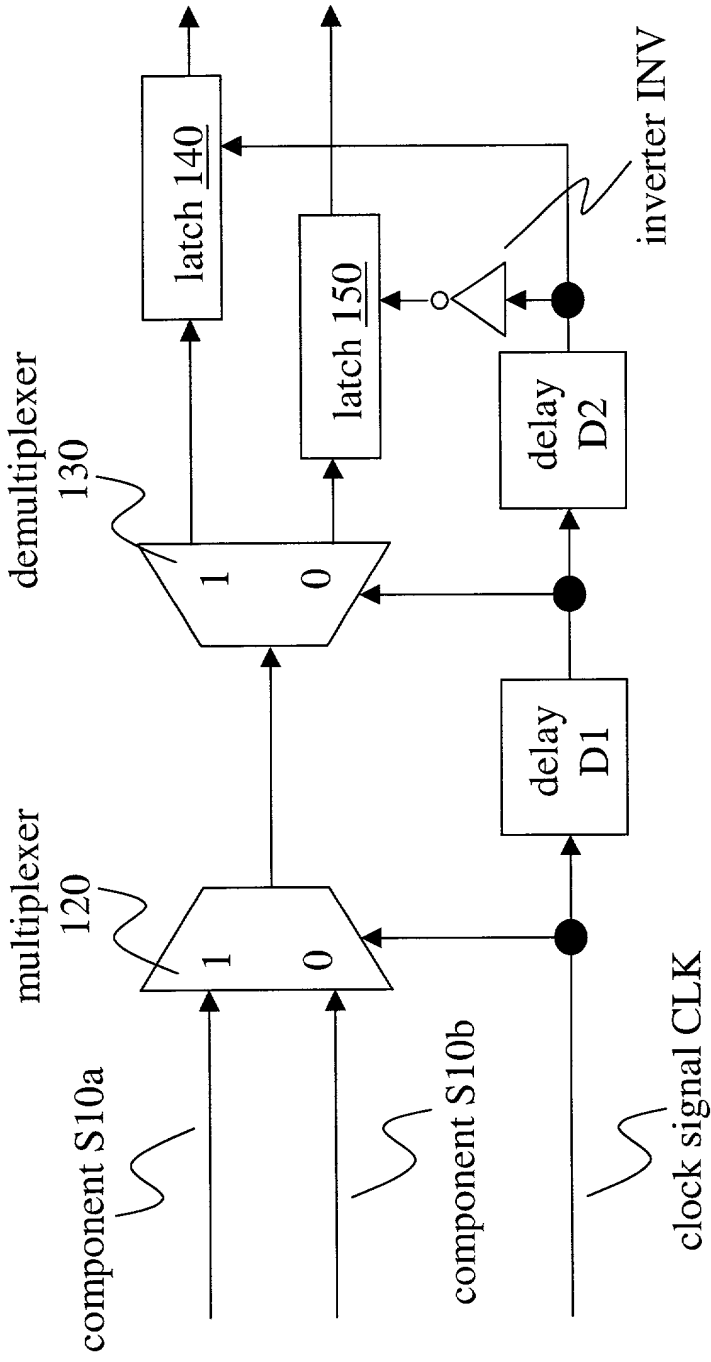 component S10a
component S10b
clock signal CLK
multiplexer
120
1
0
delay
D1
demultiplexer
130
1
0
delay
D2
latch 140
latch 150
inverter INV